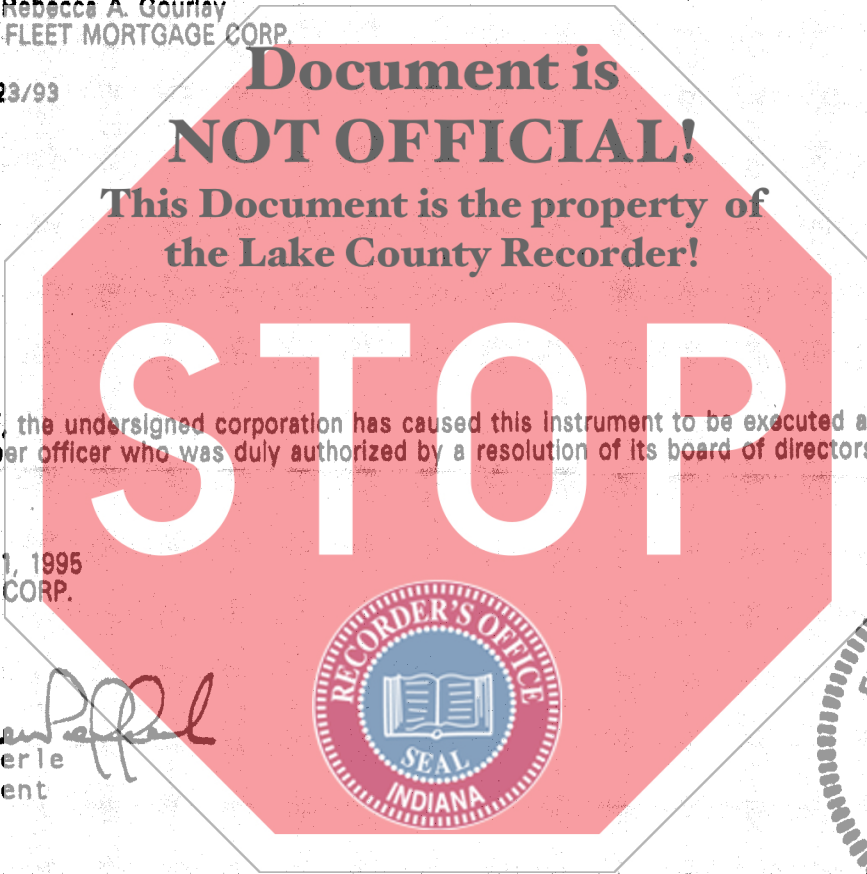 Rebecca A. Gourlay
FLEET MORTGAGE CORP.
23/93
Document is
NOT OFFICIAL!
This Document is the property of
the Lake County Recorder!
STOP
, the undersigned corporation has caused this instrument to be executed a
er officer who was duly authorized by a resolution of its board of directors
1, 1995
CORP.
erle
ent
RECORDER'S OFFICE
SEAL
INDIANA